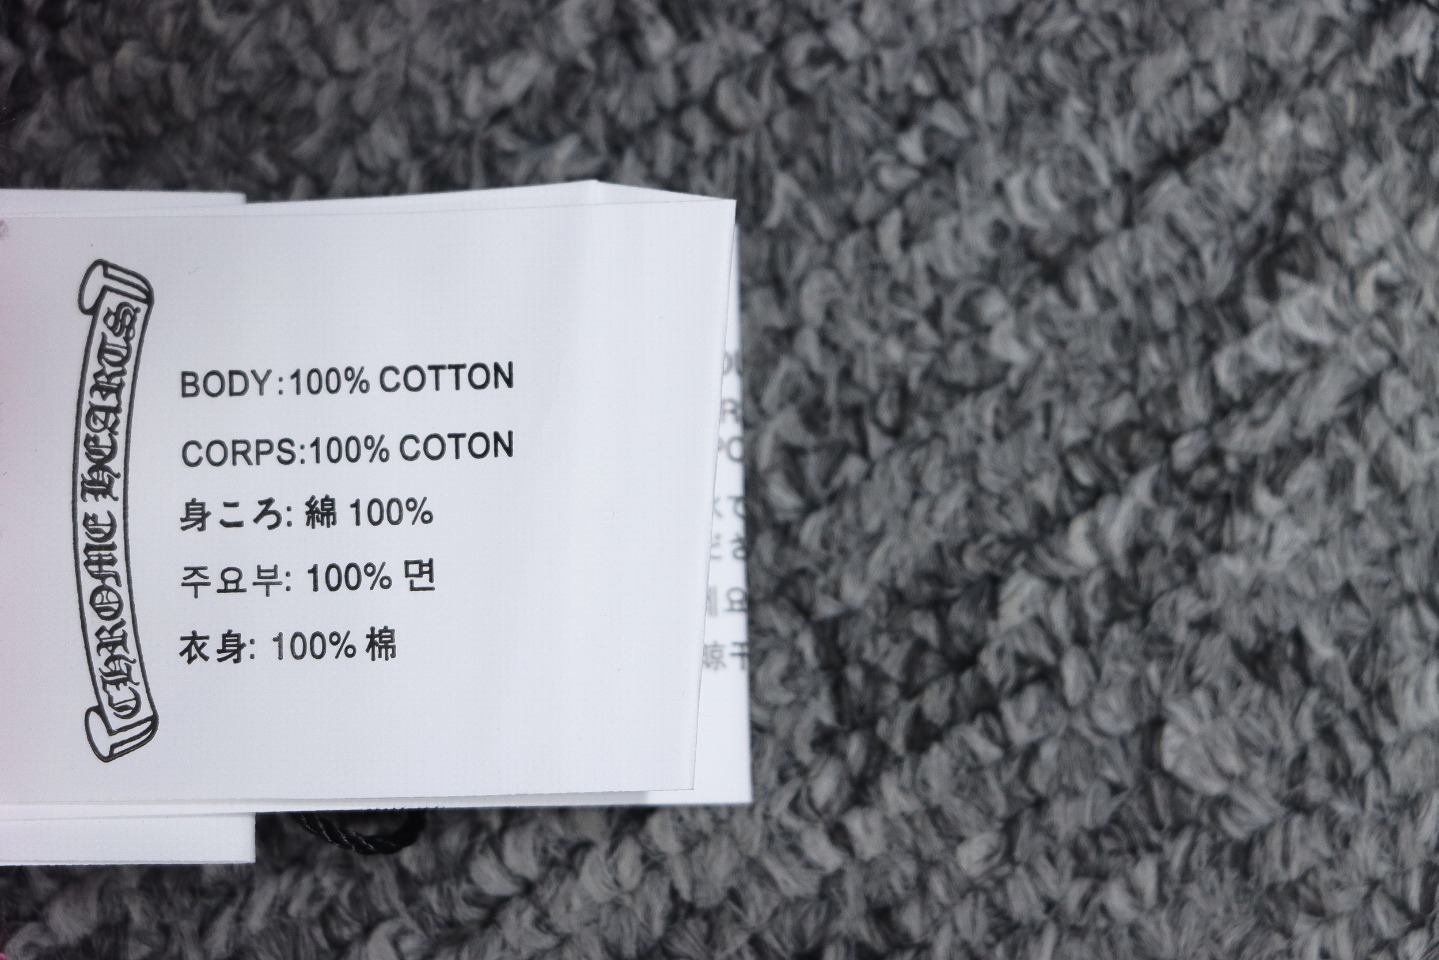 CHROME HEARTS
BODY:100% COTTON
CORPS:100% COTON
身ころ: 綿 100%
주요부: 100% 면
衣身: 100% 棉